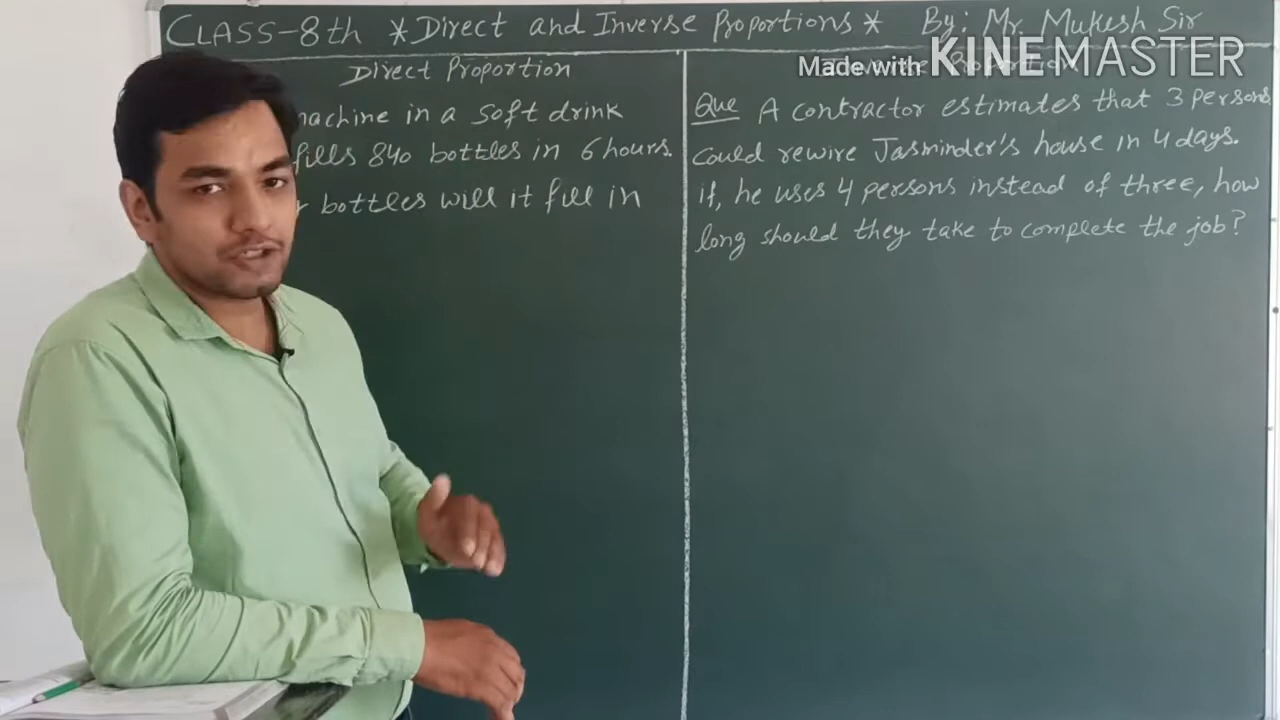 CLASS-8th *Direct and Inverse Proportions* By: Mr. Mukesh Sir
Made with KINEMASTER
Direct Proportion
machine in a soft drink
fills 840 bottles in 6 hours.
bottles will it fill in
Proportion
Que A contractor estimates that 3 persons
could rewire Jasminder's house in 4 days.
if, he uses 4 persons instead of three, how
long should they take to complete the job?